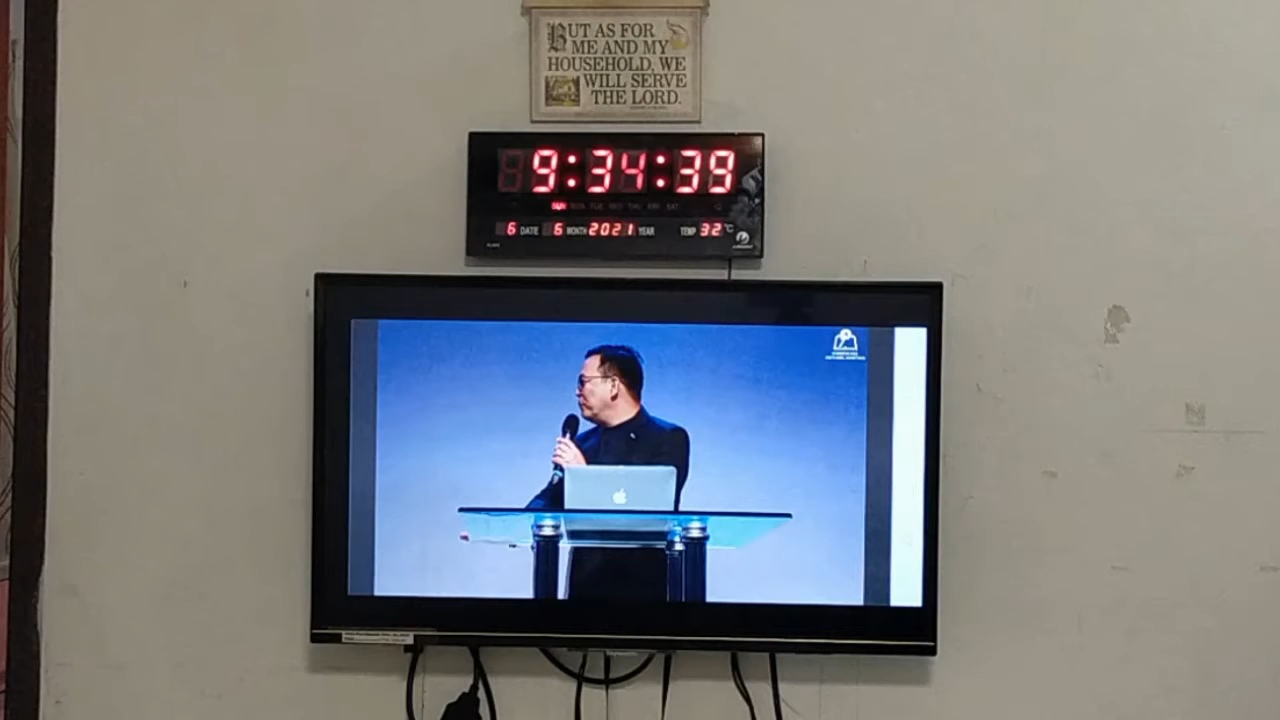 BUT AS FOR
ME AND MY
HOUSEHOLD, WE
WILL SERVE
THE LORD.
9:34:39
SUN MON TUE WED THU FRI SAT
6 DATE 6 MONTH 2021 YEAR TEMP 32 °C